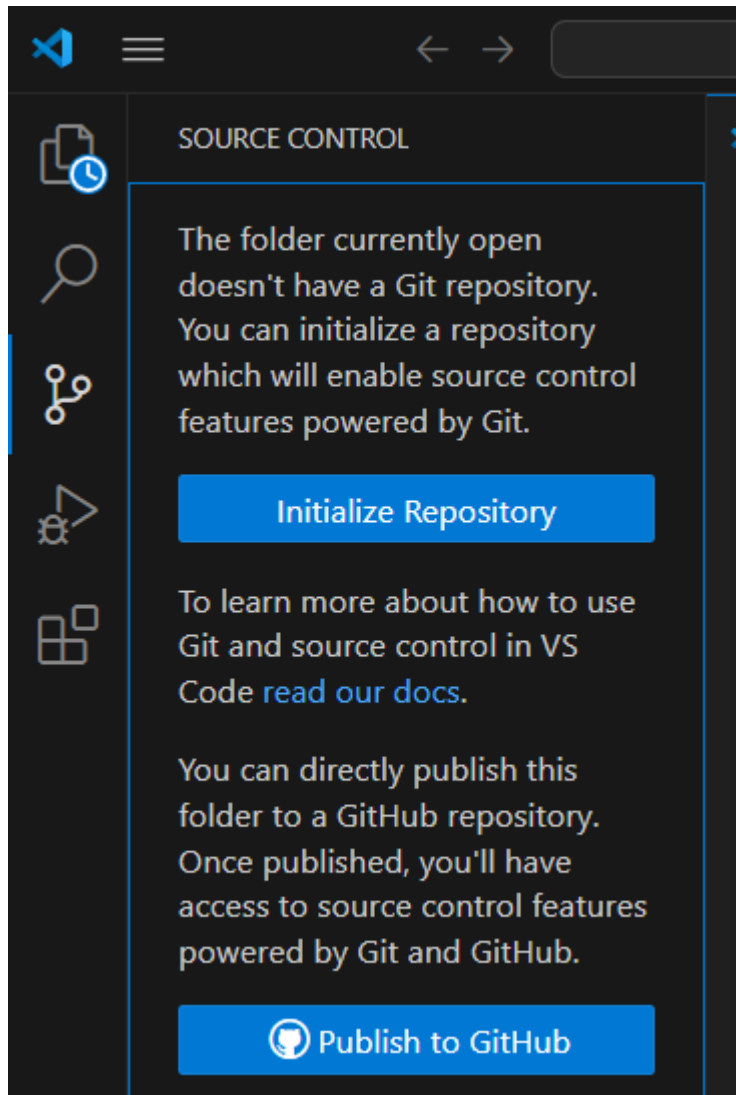 SOURCE CONTROL
The folder currently open
doesn't have a Git repository.
You can initialize a repository
which will enable source control
features powered by Git.
Initialize Repository
To learn more about how to use
Git and source control in VS
Code read our docs.
You can directly publish this
folder to a GitHub repository.
Once published, you'll have
access to source control features
powered by Git and GitHub.
Publish to GitHub